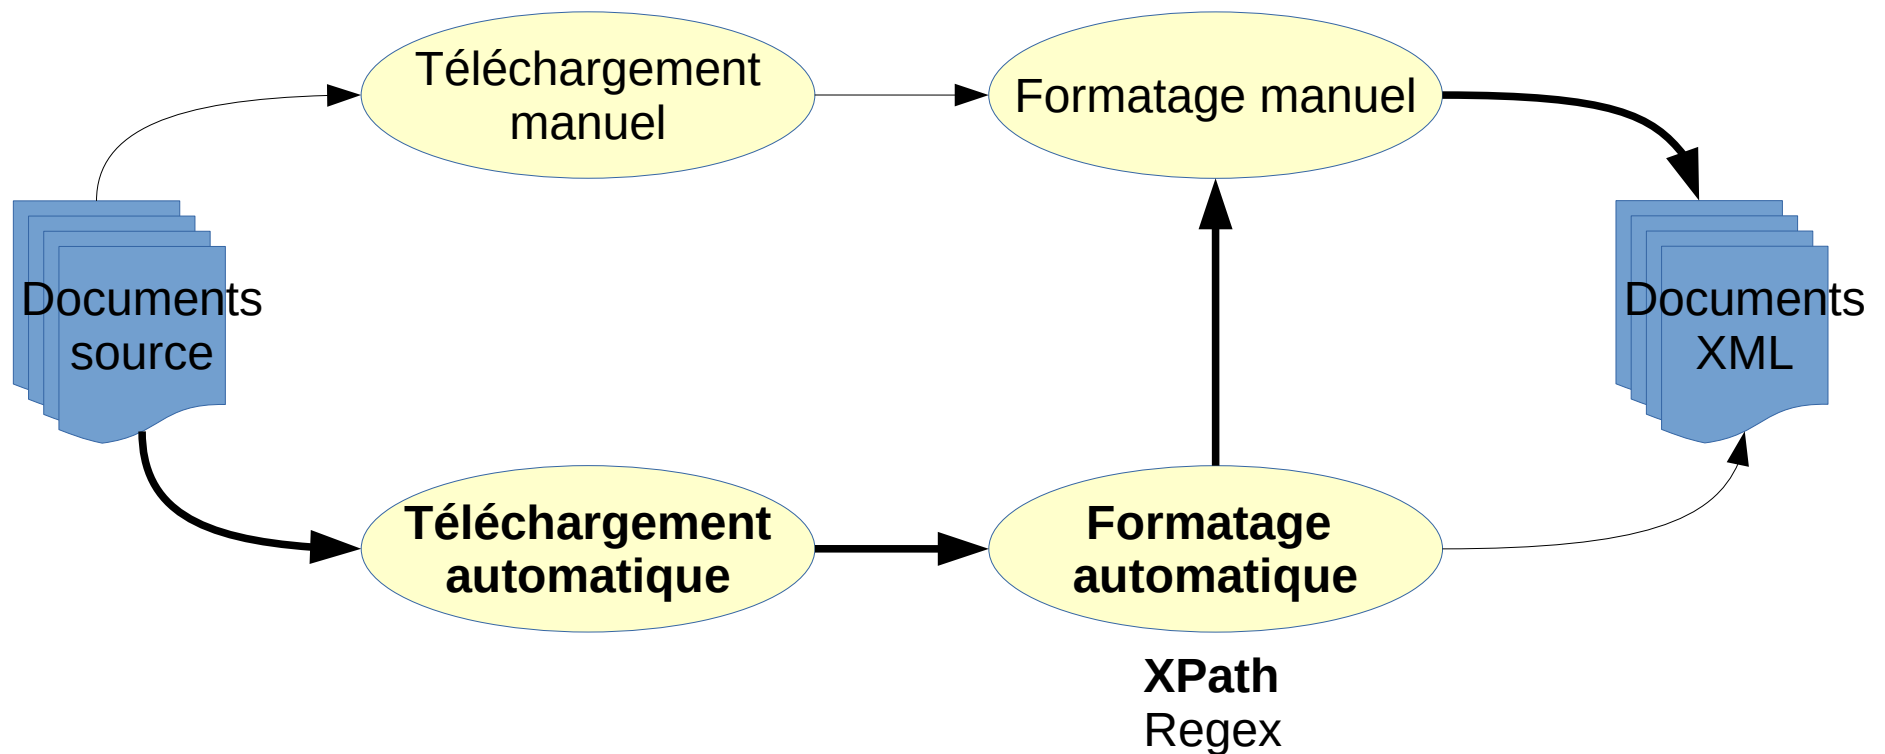 Téléchargement
manuel
Formatage manuel
Documents
source
Documents
XML
Téléchargement
automatique
Formatage
automatique
XPath
Regex